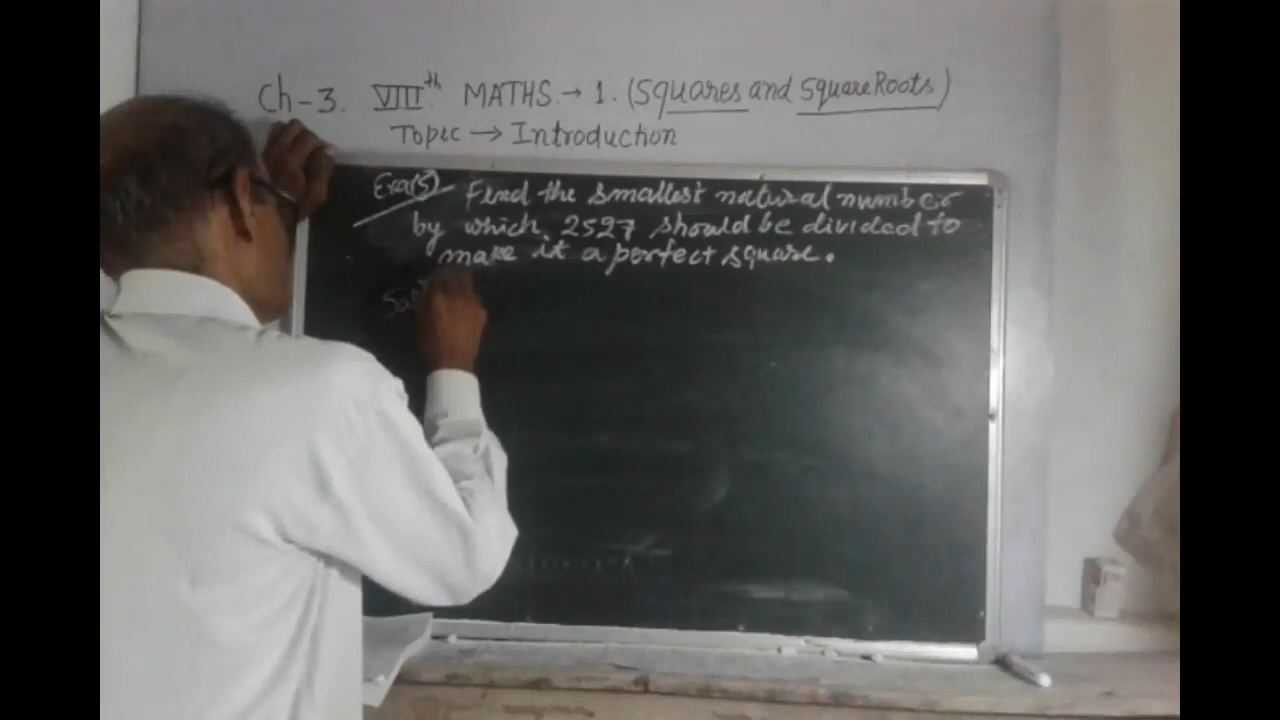 Ch-3. VIIIth MATHS → 1. (Squares and Square Roots)
Topic → Introduction
Exa(5) Find the smallest natural number
by which 2527 should be divided to
make it a perfect square.